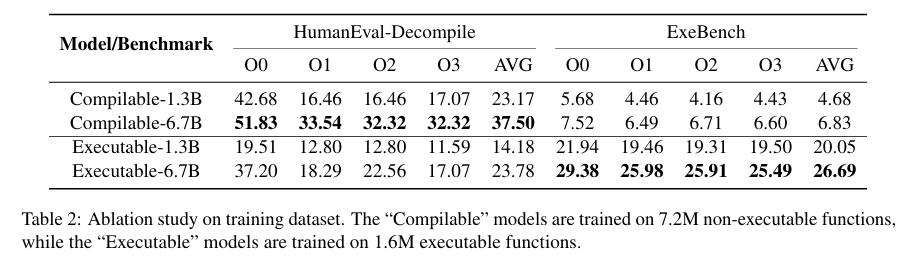 Model/Benchmark HumanEval-Decompile ExeBench
O0 O1 O2 O3 AVG O0 O1 O2 O3 AVG
Compilable-1.3B 42.68 16.46 16.46 17.07 23.17 5.68 4.46 4.16 4.43 4.68
Compilable-6.7B 51.83 33.54 32.32 32.32 37.50 7.52 6.49 6.71 6.60 6.83
Executable-1.3B 19.51 12.80 12.80 11.59 14.18 21.94 19.46 19.31 19.50 20.05
Executable-6.7B 37.20 18.29 22.56 17.07 23.78 29.38 25.98 25.91 25.49 26.69
Table 2: Ablation study on training dataset. The “Compilable” models are trained on 7.2M non-executable functions,
while the “Executable” models are trained on 1.6M executable functions.